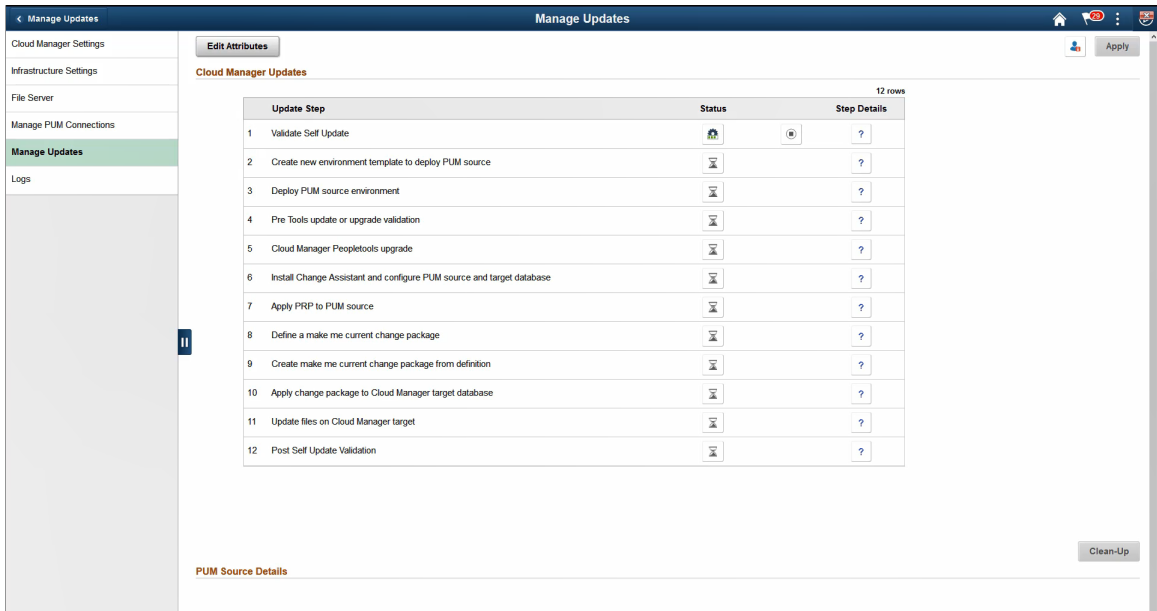 Manage Updates
Manage Updates
29
Cloud Manager Settings
Infrastructure Settings
File Server
Manage PUM Connections
Manage Updates
Logs
Edit Attributes
Apply
Cloud Manager Updates
12 rows
Update Step Status Step Details
1 Validate Self Update ?
2 Create new environment template to deploy PUM source ?
3 Deploy PUM source environment ?
4 Pre Tools update or upgrade validation ?
5 Cloud Manager Peopletools upgrade ?
6 Install Change Assistant and configure PUM source and target database ?
7 Apply PRP to PUM source ?
8 Define a make me current change package ?
9 Create make me current change package from definition ?
10 Apply change package to Cloud Manager target database ?
11 Update files on Cloud Manager target ?
12 Post Self Update Validation ?
Clean-Up
PUM Source Details